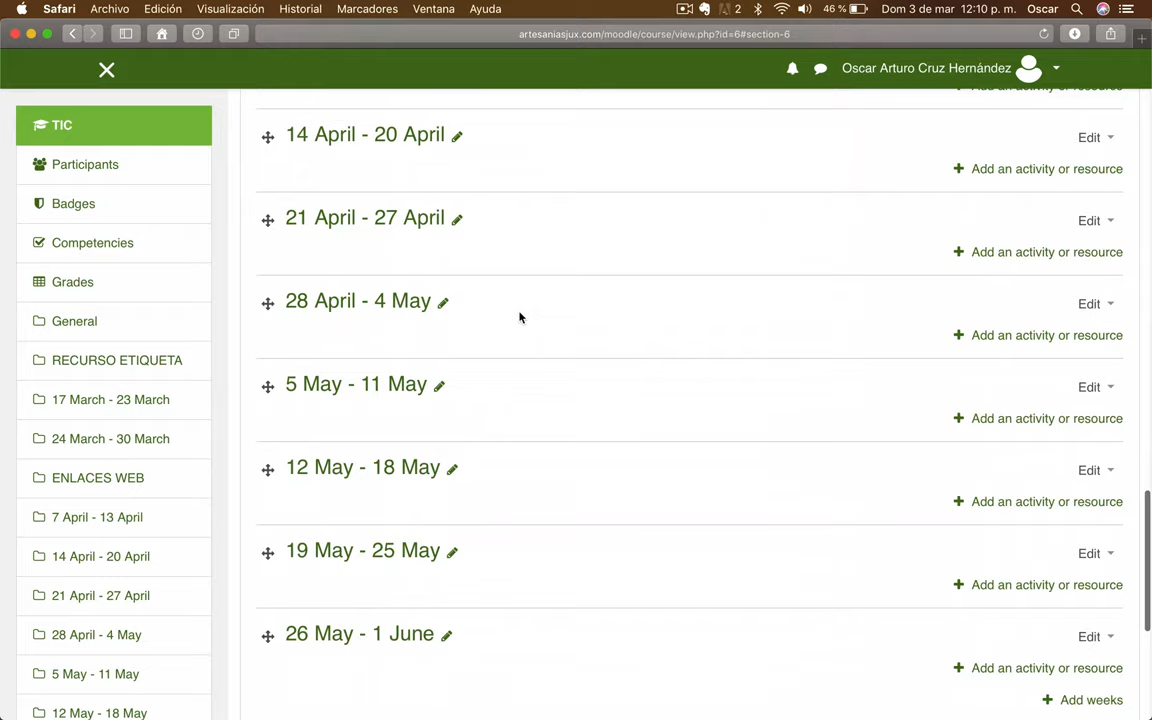 Safari Archivo Edición Visualización Historial Marcadores Ventana Ayuda 2 46 % Dom 3 de mar 12:10 p. m. Oscar
artesaniasjux.com/moodle/course/view.php?id=6#section-6
Oscar Arturo Cruz Hernández
TIC
Participants
Badges
Competencies
Grades
General
RECURSO ETIQUETA
17 March - 23 March
24 March - 30 March
ENLACES WEB
7 April - 13 April
14 April - 20 April
21 April - 27 April
28 April - 4 May
5 May - 11 May
12 May - 18 May
Add an activity or resource
14 April - 20 April
Edit
Add an activity or resource
21 April - 27 April
Edit
Add an activity or resource
28 April - 4 May
Edit
Add an activity or resource
5 May - 11 May
Edit
Add an activity or resource
12 May - 18 May
Edit
Add an activity or resource
19 May - 25 May
Edit
Add an activity or resource
26 May - 1 June
Edit
Add an activity or resource
Add weeks